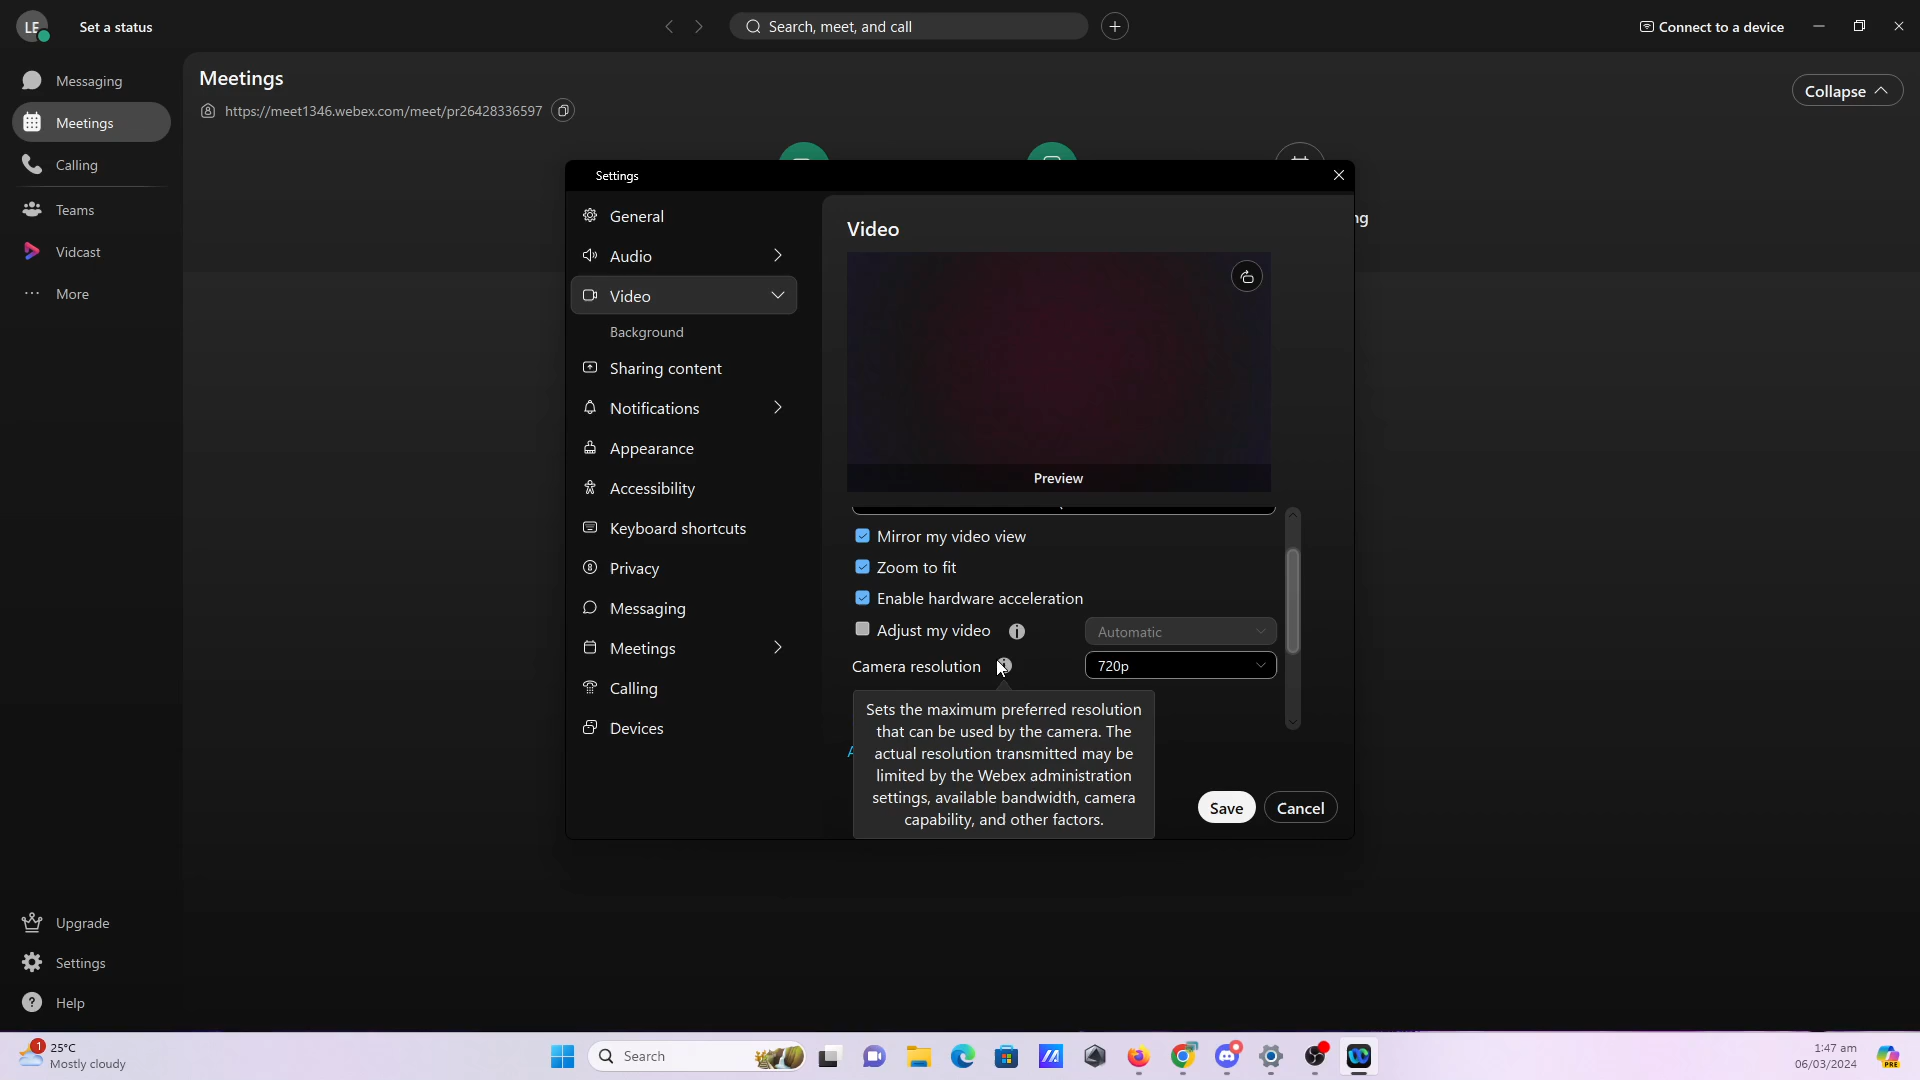 LE
Set a status
Search, meet, and call
Connect to a device
Messaging
Meetings
Calling
Teams
Vidcast
More
Upgrade
Settings
Help
Meetings
https://meet1346.webex.com/meet/pr26428336597
Collapse
ng
Settings
General
Audio
Video
Background
Sharing content
Notifications
Appearance
Accessibility
Keyboard shortcuts
Privacy
Messaging
Meetings
Calling
Devices
Video
Preview
Mirror my video view
Zoom to fit
Enable hardware acceleration
Adjust my video
Automatic
Camera resolution
720p
Sets the maximum preferred resolution
that can be used by the camera. The
actual resolution transmitted may be
limited by the Webex administration
settings, available bandwidth, camera
capability, and other factors.
Save
Cancel
1
25°C
Mostly cloudy
Search
1:47 am
06/03/2024
PRE